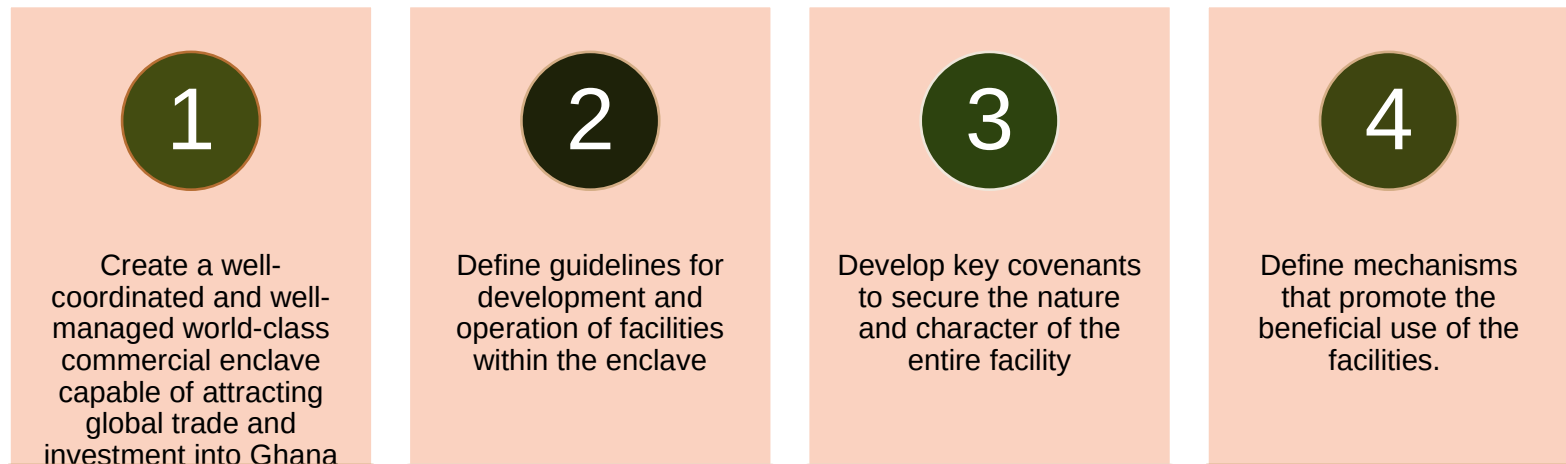 1
Create a well-
coordinated and well-
managed world-class
commercial enclave
capable of attracting
global trade and
investment into Ghana
2
Define guidelines for
development and
operation of facilities
within the enclave
3
Develop key covenants
to secure the nature
and character of the
entire facility
4
Define mechanisms
that promote the
beneficial use of the
facilities.